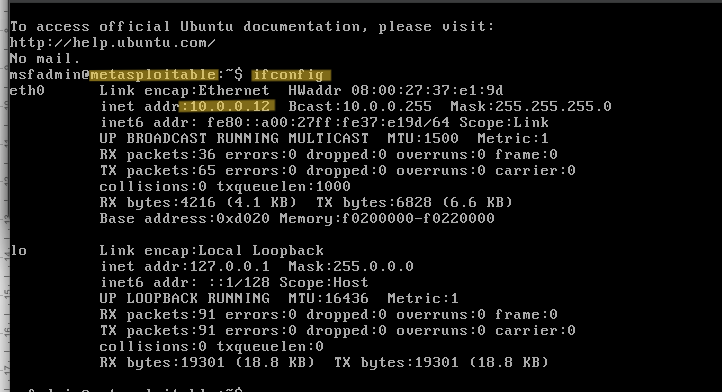 To access official Ubuntu documentation, please visit:
http://help.ubuntu.com/
No mail.
msfadmin@metasploitable:~$ ifconfig
eth0 Link encap:Ethernet HWaddr 08:00:27:37:e1:9d
inet addr:10.0.0.12 Bcast:10.0.0.255 Mask:255.255.255.0
inet6 addr: fe80::a00:27ff:fe37:e19d/64 Scope:Link
UP BROADCAST RUNNING MULTICAST MTU:1500 Metric:1
RX packets:36 errors:0 dropped:0 overruns:0 frame:0
TX packets:65 errors:0 dropped:0 overruns:0 carrier:0
collisions:0 txqueuelen:1000
RX bytes:4216 (4.1 KB) TX bytes:6828 (6.6 KB)
Base address:0xd020 Memory:f0200000-f0220000
lo Link encap:Local Loopback
inet addr:127.0.0.1 Mask:255.0.0.0
inet6 addr: ::1/128 Scope:Host
UP LOOPBACK RUNNING MTU:16436 Metric:1
RX packets:91 errors:0 dropped:0 overruns:0 frame:0
TX packets:91 errors:0 dropped:0 overruns:0 carrier:0
collisions:0 txqueuelen:0
RX bytes:19301 (18.8 KB) TX bytes:19301 (18.8 KB)